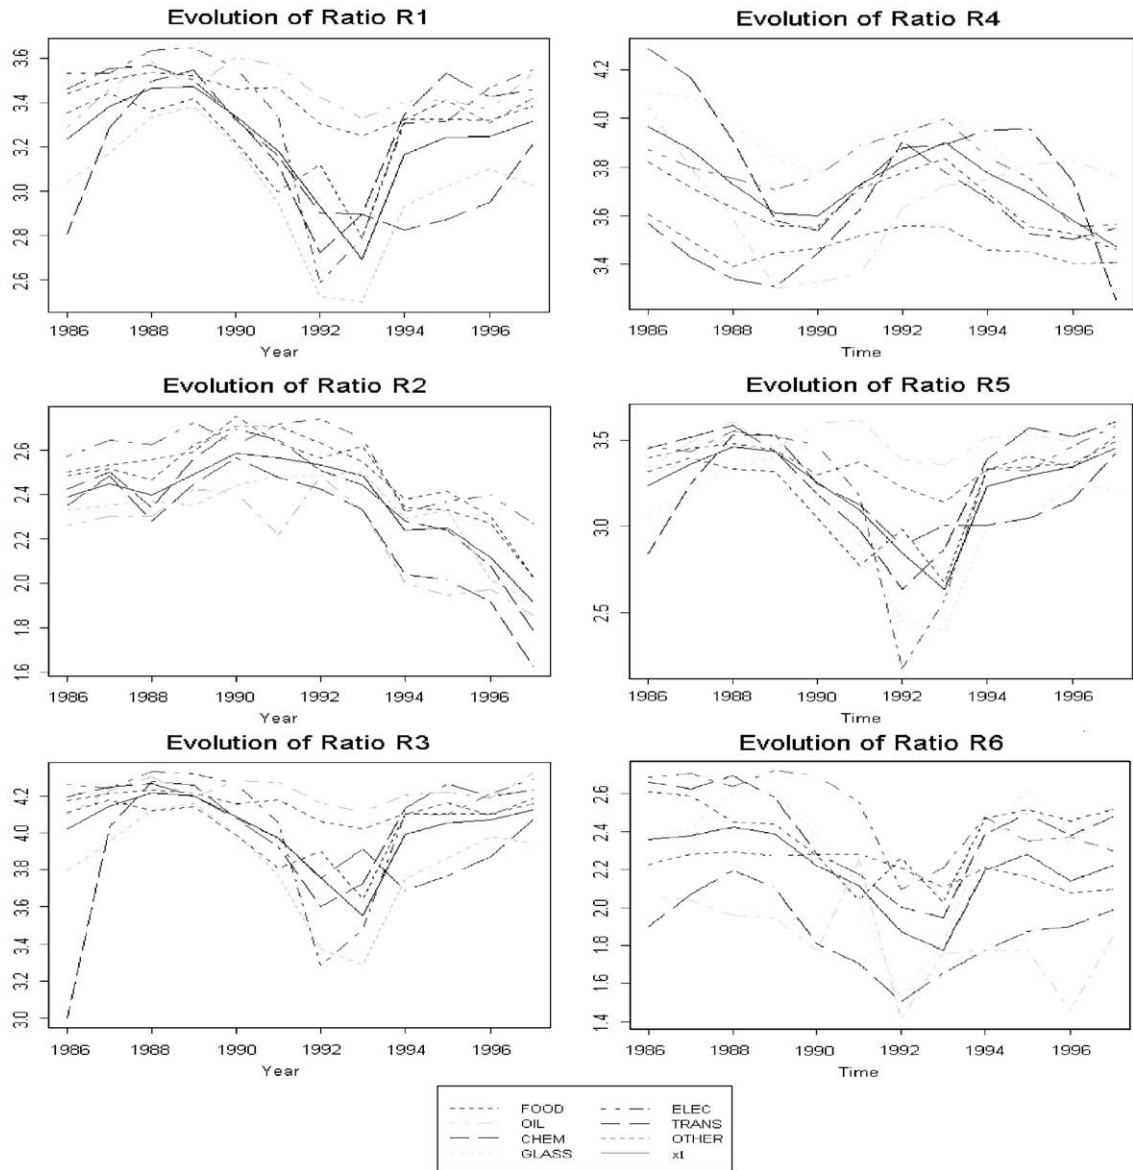 Evolution of Ratio R1
3.6
3.4
3.2
3.0
2.8
2.6
1986 1988 1990 1992 1994 1996
Year
Evolution of Ratio R4
4.2
4.0
3.8
3.6
3.4
1986 1988 1990 1992 1994 1996
Time
Evolution of Ratio R2
2.6
2.4
2.2
2.0
1.8
1.6
1986 1988 1990 1992 1994 1996
Year
Evolution of Ratio R5
3.5
3.0
2.5
1986 1988 1990 1992 1994 1996
Time
Evolution of Ratio R3
4.2
4.0
3.8
3.6
3.4
3.2
3.0
1986 1988 1990 1992 1994 1996
Year
Evolution of Ratio R6
2.6
2.4
2.2
2.0
1.8
1.6
1.4
1986 1988 1990 1992 1994 1996
Time
FOOD
OIL
CHEM
GLASS
ELEC
TRANS
OTHER
xt